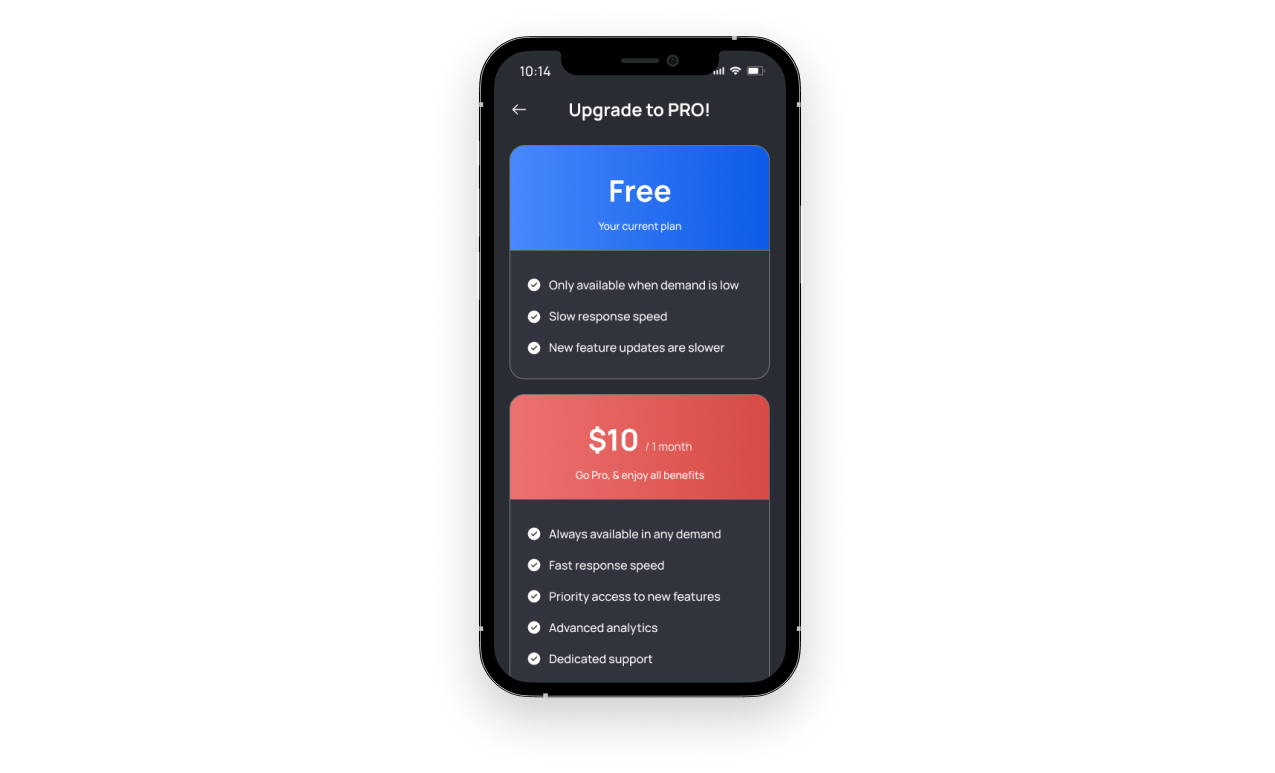 10:14
Upgrade to PRO!
Free
Your current plan
Only available when demand is low
Slow response speed
New feature updates are slower
$10 / 1 month
Go Pro, & enjoy all benefits
Always available in any demand
Fast response speed
Priority access to new features
Advanced analytics
Dedicated support